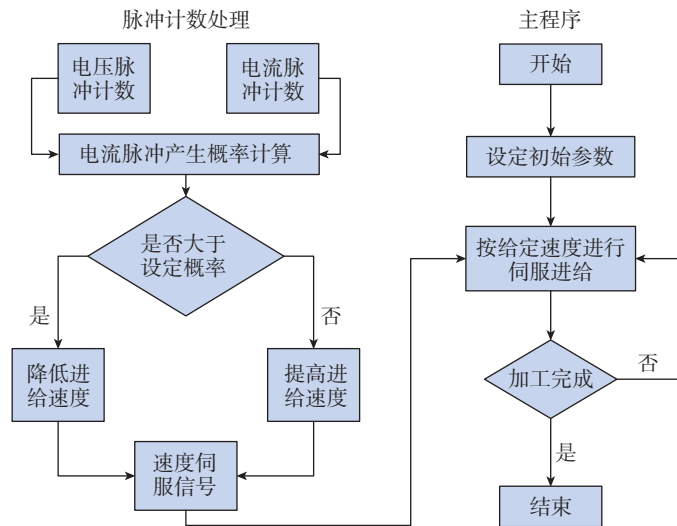 脉冲计数处理
电压脉
冲计数
电流脉
冲计数
电流脉冲产生概率计算
是否大于
设定概率
是
否
降低进
给速度
提高进
给速度
速度伺
服信号
主程序
开始
设定初始参数
按给定速度进行
伺服进给
加工完成
否
是
结束